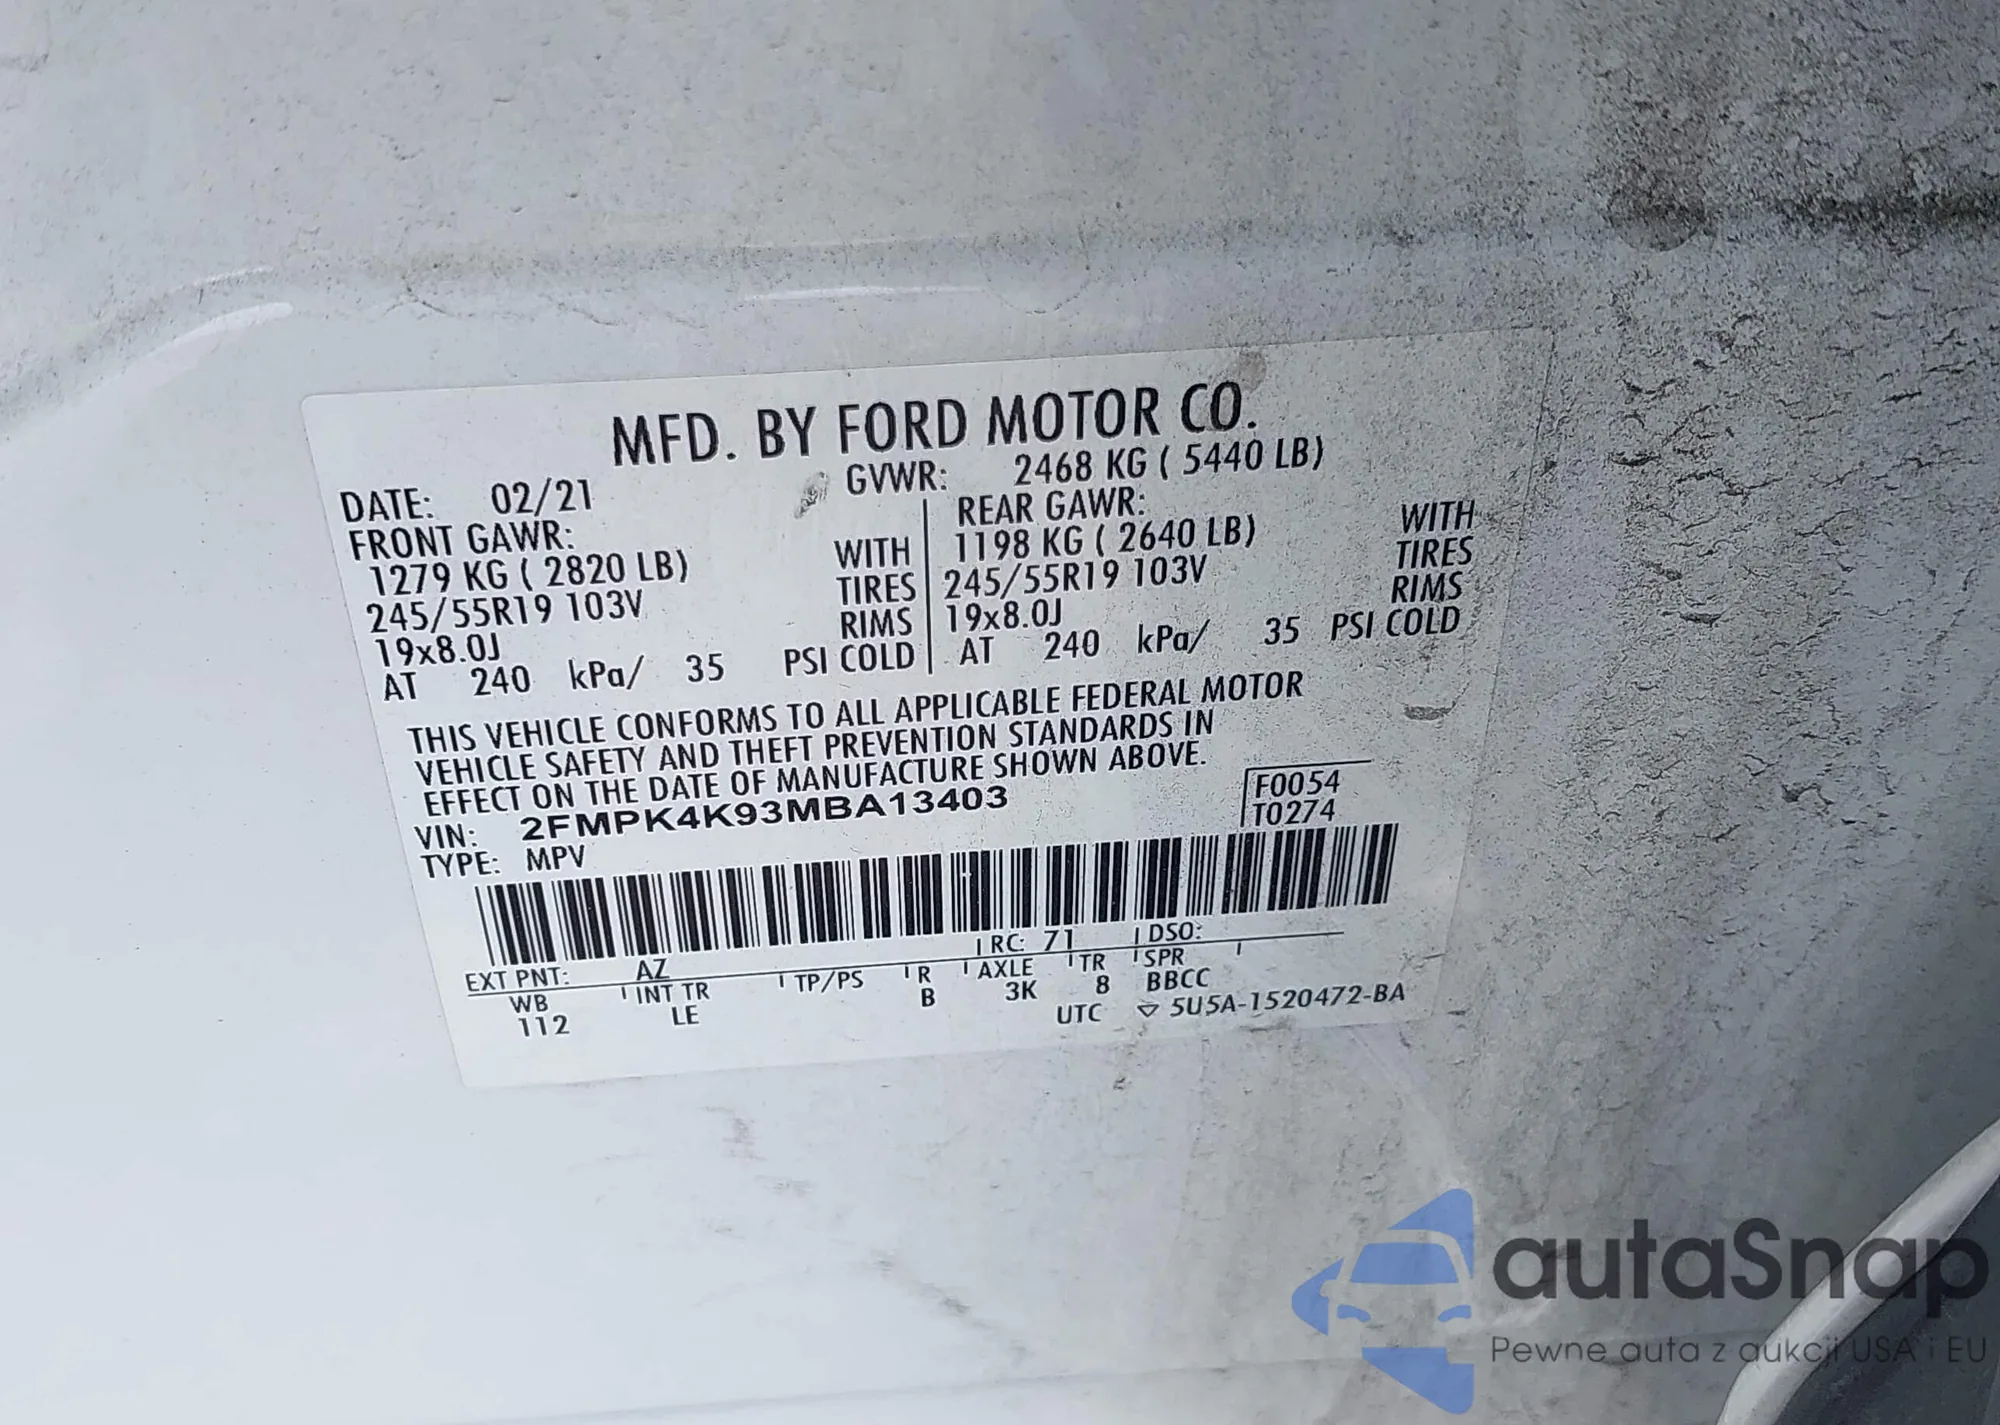 MFD. BY FORD MOTOR CO.
DATE: 02/21 GVWR: 2468 KG ( 5440 LB)
FRONT GAWR: REAR GAWR:
1279 KG ( 2820 LB) WITH 1198 KG ( 2640 LB) WITH
245/55R19 103V TIRES 245/55R19 103V TIRES
19x8.0J RIMS 19x8.0J RIMS
AT 240 kPa/ 35 PSI COLD AT 240 kPa/ 35 PSI COLD
THIS VEHICLE CONFORMS TO ALL APPLICABLE FEDERAL MOTOR
VEHICLE SAFETY AND THEFT PREVENTION STANDARDS IN
EFFECT ON THE DATE OF MANUFACTURE SHOWN ABOVE.
VIN: 2FMPK4K93MBA13403 F0054
TYPE: MPV T0274
EXT PNT: AZ RC: 71 DSO:
WB INT TR TP/PS R AXLE TR SPR
112 LE B 3K 8 BBCC
UTC ▽ 5U5A-1520472-BA
autaSnap
Pewne auta z aukcji USA i EU